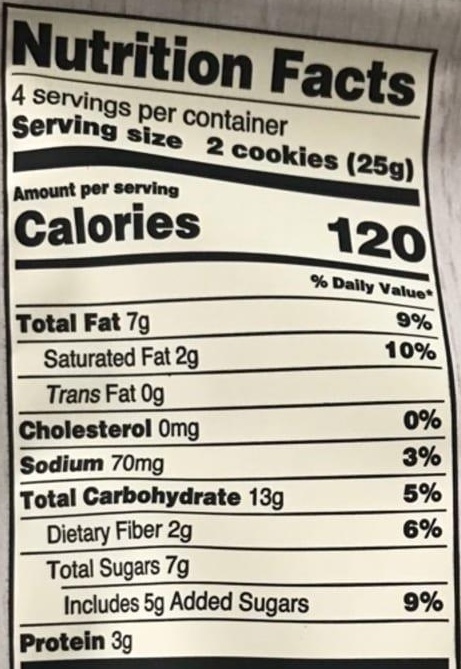 Nutrition Facts
4 servings per container
Serving size 2 cookies (25g)
Amount per serving
Calories 120
% Daily Value*
Total Fat 7g 9%
Saturated Fat 2g 10%
Trans Fat 0g
Cholesterol 0mg 0%
Sodium 70mg 3%
Total Carbohydrate 13g 5%
Dietary Fiber 2g 6%
Total Sugars 7g
Includes 5g Added Sugars 9%
Protein 3g